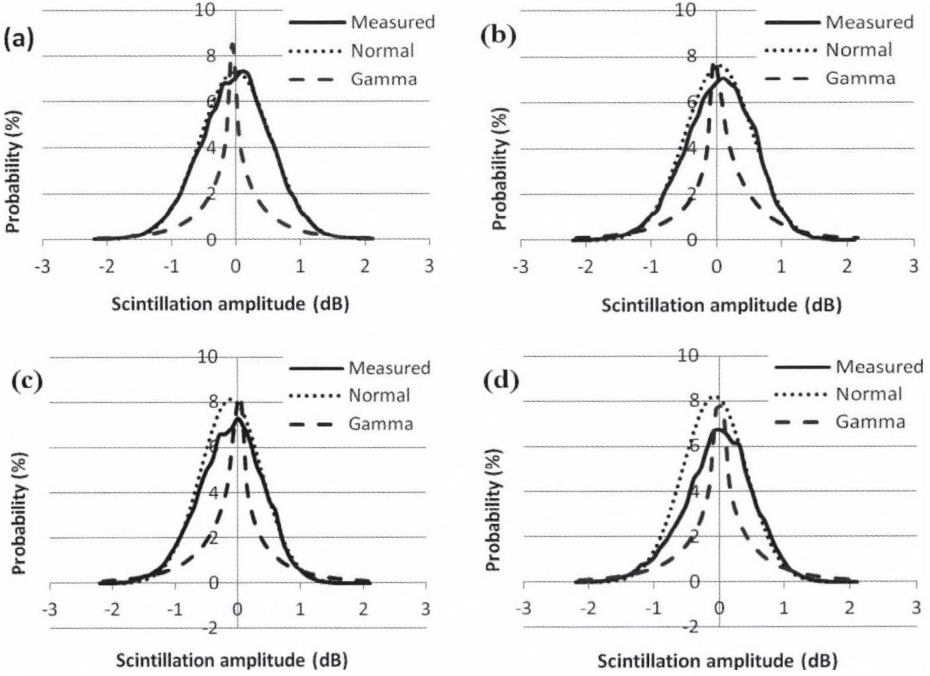 (a)
10
8
6
4
2
0
-3 -2 -1 0 1 2 3
Probability (%)
Scintillation amplitude (dB)
Measured
Normal
Gamma
(b)
10
8
6
4
2
0
-3 -2 -1 0 1 2 3
Probability (%)
Scintillation amplitude (dB)
Measured
Normal
Gamma
(c)
10
8
6
4
2
0
-2
-3 -2 -1 0 1 2 3
Probability (%)
Scintillation amplitude (dB)
Measured
Normal
Gamma
(d)
10
8
6
4
2
0
-2
-3 -2 -1 0 1 2 3
Probability (%)
Scintillation amplitude (dB)
Measured
Normal
Gamma